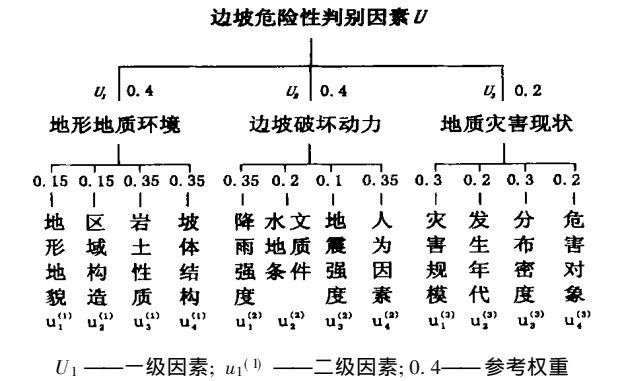 边坡危险性判别因素U
U₁ 0.4 U₂ 0.4 U₃ 0.2
地形地质环境 边坡破坏动力 地质灾害现状
0.15 0.15 0.35 0.35 0.35 0.2 0.1 0.35 0.3 0.2 0.3 0.2
地形地貌 区域构造 岩土性质 坡体结构 降雨强度 水文地质条件 地震强度 人为因素 灾害规模 发生年代 分布密度 危害对象
u₁⁽¹⁾ u₂⁽¹⁾ u₃⁽¹⁾ u₄⁽¹⁾ u₁⁽²⁾ u₂⁽²⁾ u₃⁽²⁾ u₄⁽²⁾ u₁⁽³⁾ u₂⁽³⁾ u₃⁽³⁾ u₄⁽³⁾
U₁ ——一级因素; u₁⁽¹⁾ ——二级因素; 0.4——参考权重